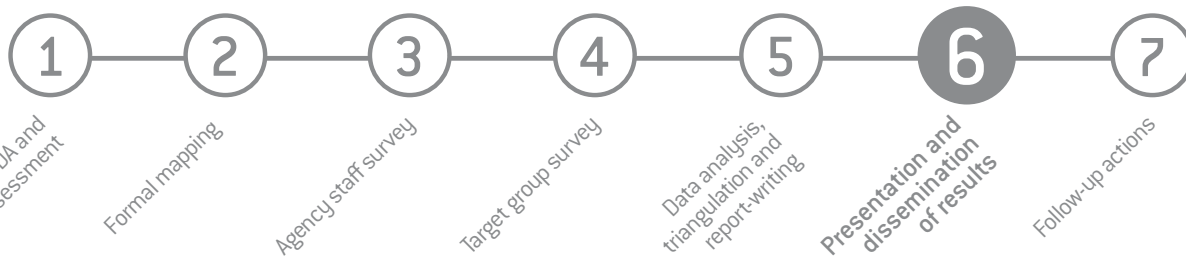 1
2
3
4
5
6
7
and
Formal mapping
Agency staff survey
Target group survey
Data analysis,
triangulation and
report-writing
Presentation and
dissemination
of results
Follow-up actions